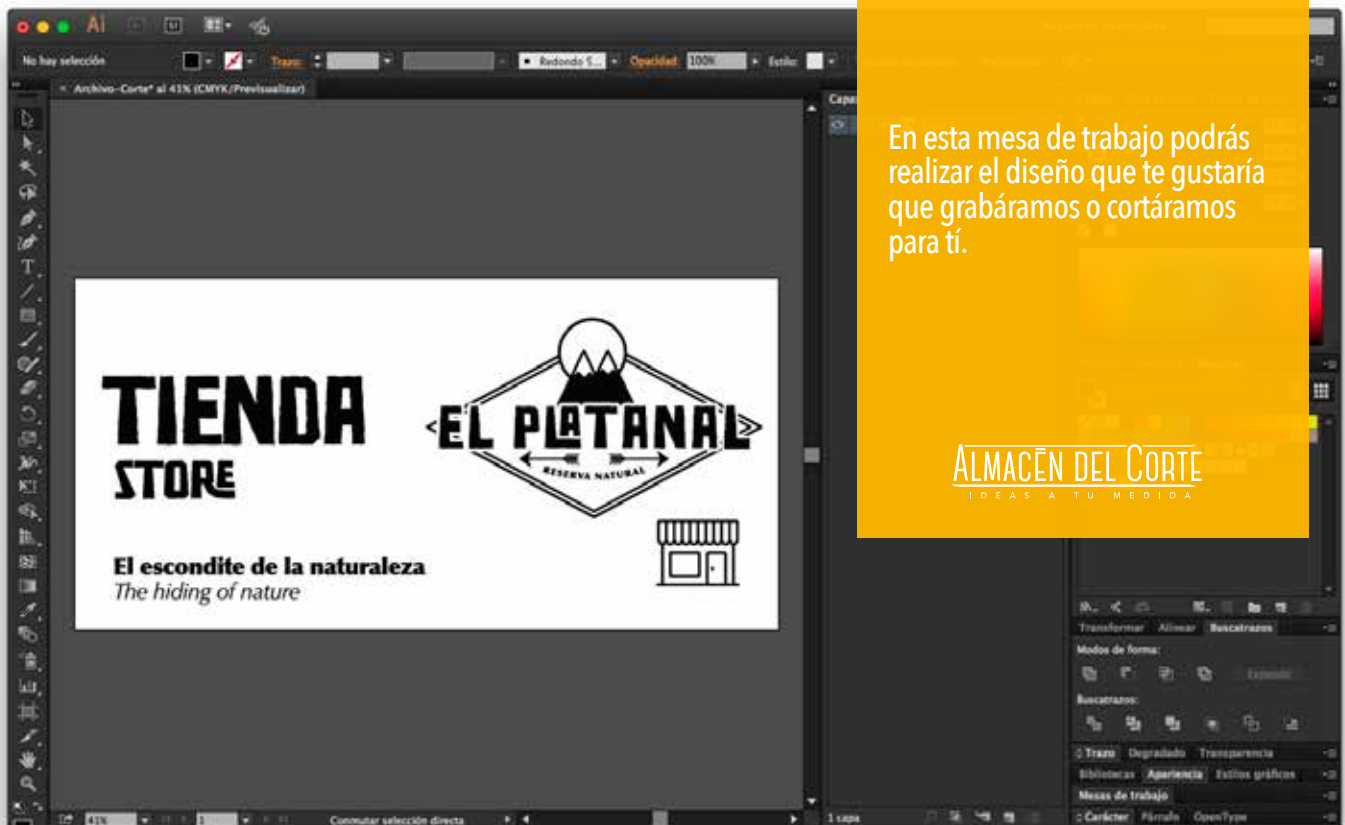 Ai
No hay selección
Trazo:
Redondo S...
Opacidad:
100%
Estilo:
× Archivo-Corte* al 41% (CMYK/Previsualizar)
Capas
En esta mesa de trabajo podrás
realizar el diseño que te gustaría
que grabáramos o cortáramos
para tí.
TIENDA
STORE
EL PLATANAL
RESERVA NATURAL
El escondite de la naturaleza
The hiding of nature
ALMACĒN DEL CORTE
IDEAS A TU MEDIDA
Transformar Alinear Buscatrazos
Modos de forma:
Expandir
Buscatrazos:
Trazo Degradado Transparencia
Bibliotecas Apariencia Estilos gráficos
Mesas de trabajo
Carácter Párrafo OpenType
41%
1
Conmutar selección directa
1 capa